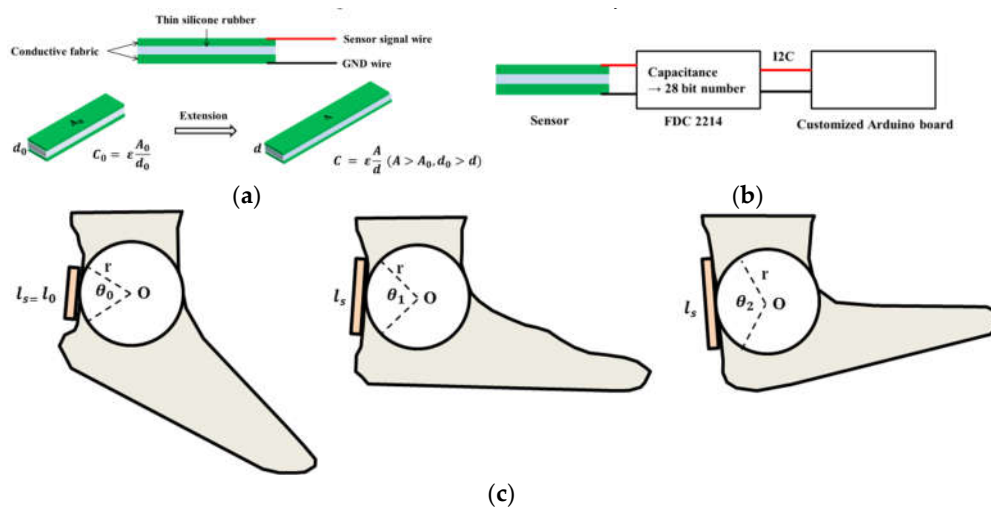 Thin silicone rubber
Conductive fabric
Sensor signal wire
GND wire
A₀
d₀
C₀ = ε A₀/d₀
Extension
A
d
C = ε A/d (A > A₀, d₀ > d)
(a)
I2C
Capacitance
→ 28 bit number
Sensor
FDC 2214
Customized Arduino board
(b)
r
lₛ= l₀
θ₀
O
r
lₛ
θ₁
O
r
lₛ
θ₂
O
(c)